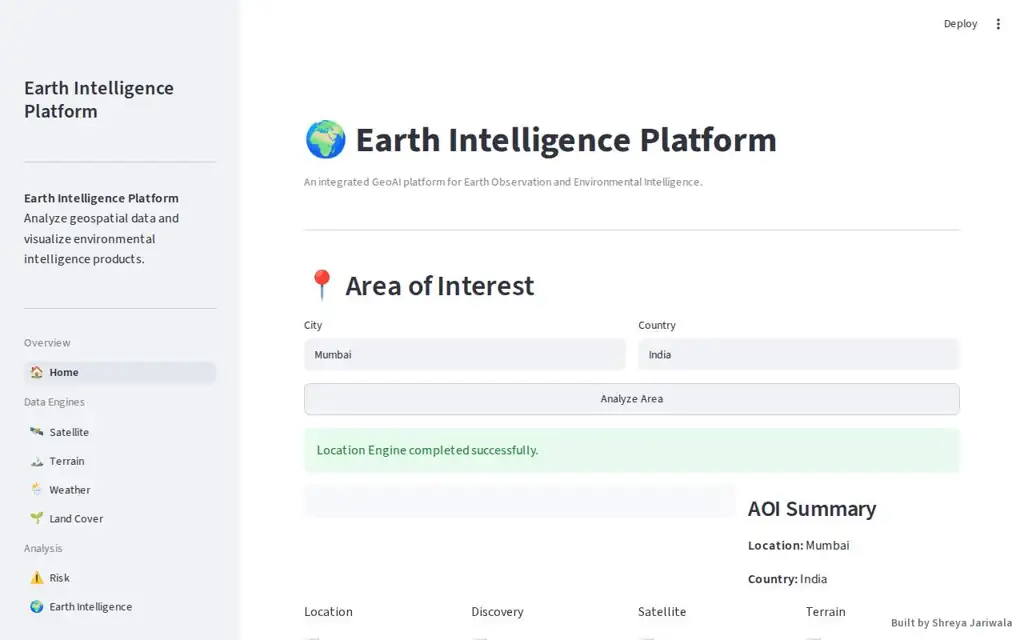 Deploy
Earth Intelligence
Platform
Earth Intelligence Platform
Analyze geospatial data and
visualize environmental
intelligence products.
Overview
Home
Data Engines
Satellite
Terrain
Weather
Land Cover
Analysis
Risk
Earth Intelligence
Earth Intelligence Platform
An integrated GeoAI platform for Earth Observation and Environmental Intelligence.
Area of Interest
City
Country
Mumbai
India
Analyze Area
Location Engine completed successfully.
AOI Summary
Location: Mumbai
Country: India
Location
Discovery
Satellite
Terrain
Built by Shreya Jariwala